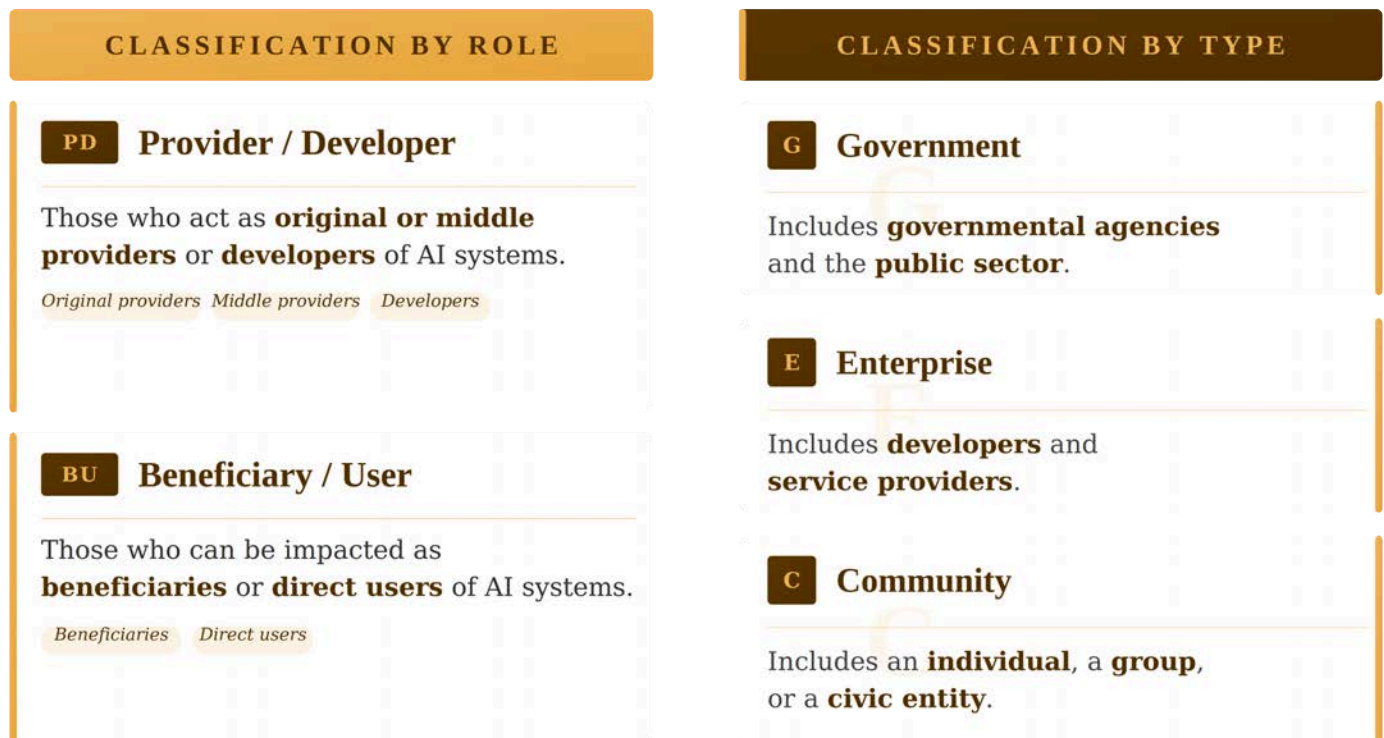 CLASSIFICATION BY ROLE
PD Provider / Developer
Those who act as original or middle
providers or developers of AI systems.
Original providers Middle providers Developers
BU Beneficiary / User
Those who can be impacted as
beneficiaries or direct users of AI systems.
Beneficiaries Direct users
CLASSIFICATION BY TYPE
G Government
G
Includes governmental agencies
and the public sector.
E Enterprise
E
Includes developers and
service providers.
C Community
C
Includes an individual, a group,
or a civic entity.